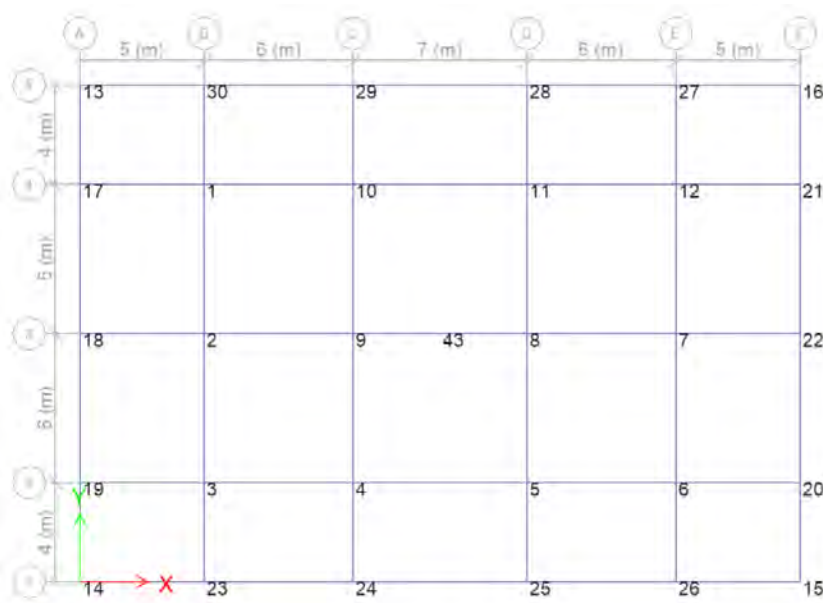 A B C D E F
5 (m) 6 (m) 7 (m) 6 (m) 5 (m)
13 30 29 28 27 16
4 (m)
17 1 10 11 12 21
6 (m)
18 2 9 43 8 7 22
6 (m)
19 3 4 5 6 20
Y
4 (m)
X
14 23 24 25 26 15